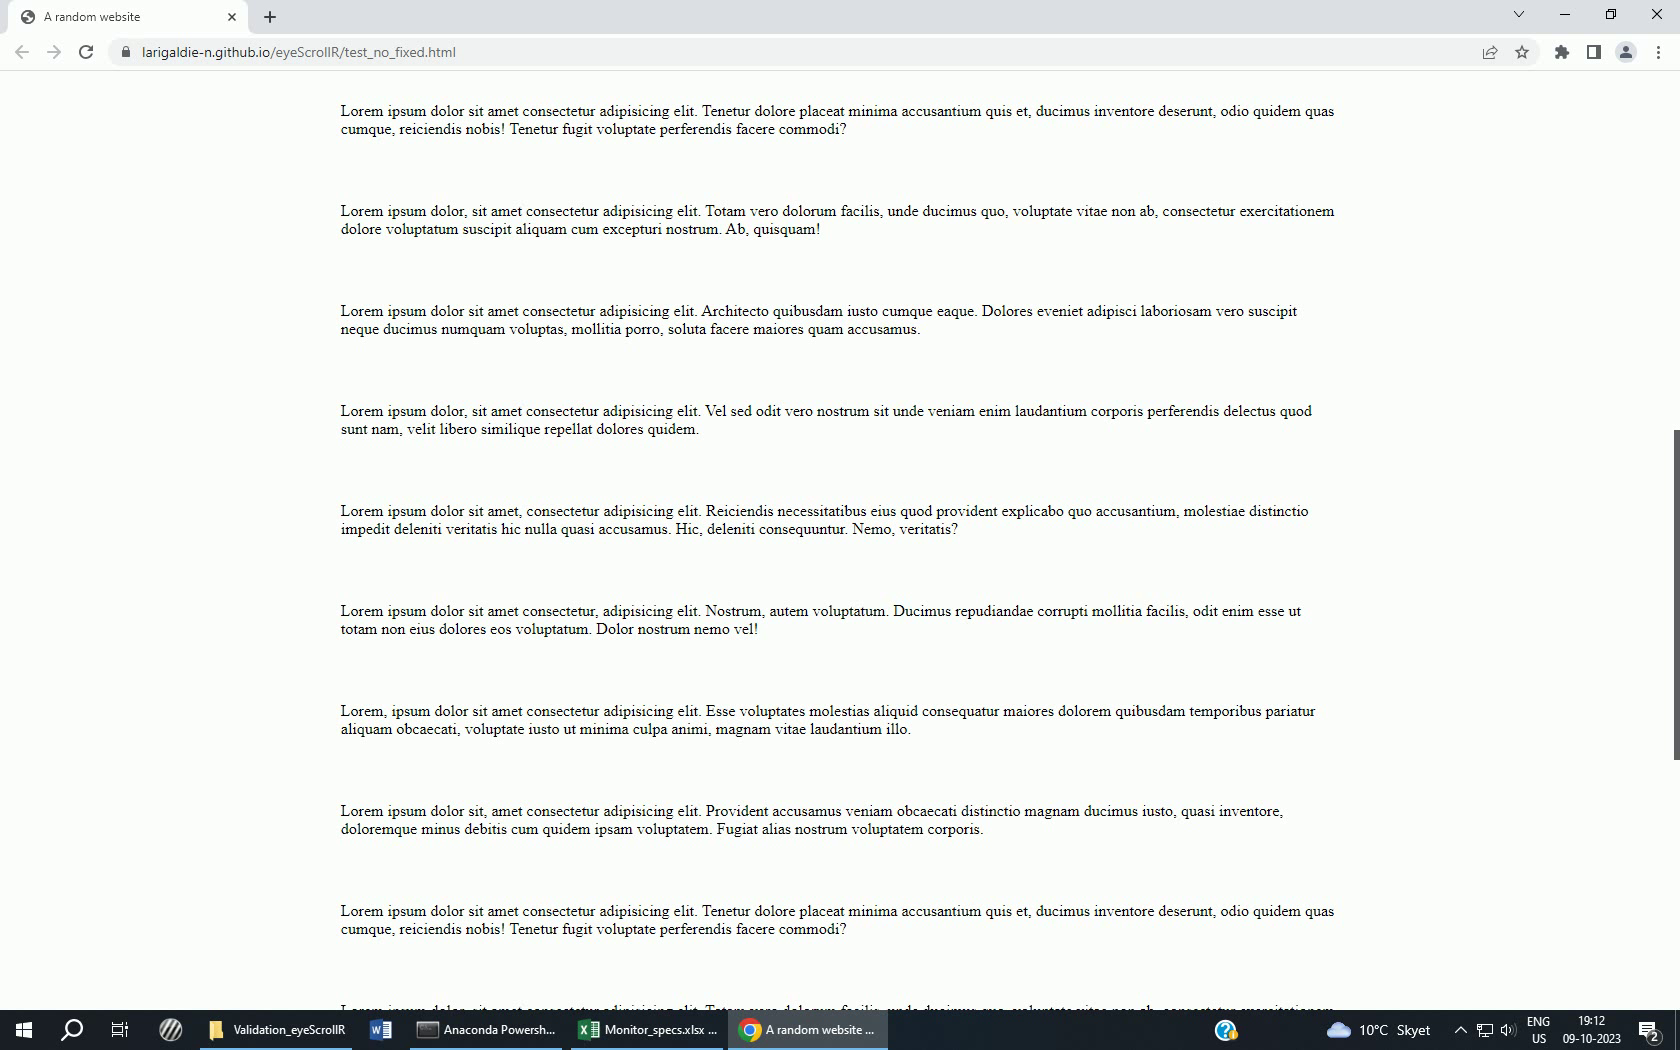 A random website
larigaldie-n.github.io/eyeScrollR/test_no_fixed.html
Lorem ipsum dolor sit amet consectetur adipisicing elit. Tenetur dolore placeat minima accusantium quis et, ducimus inventore deserunt, odio quidem quas
cumque, reiciendis nobis! Tenetur fugit voluptate perferendis facere commodi?
Lorem ipsum dolor, sit amet consectetur adipisicing elit. Totam vero dolorum facilis, unde ducimus quo, voluptate vitae non ab, consectetur exercitationem
dolore voluptatum suscipit aliquam cum excepturi nostrum. Ab, quisquam!
Lorem ipsum dolor sit amet consectetur adipisicing elit. Architecto quibusdam iusto cumque eaque. Dolores eveniet adipisci laboriosam vero suscipit
neque ducimus numquam voluptas, mollitia porro, soluta facere maiores quam accusamus.
Lorem ipsum dolor, sit amet consectetur adipisicing elit. Vel sed odit vero nostrum sit unde veniam enim laudantium corporis perferendis delectus quod
sunt nam, velit libero similique repellat dolores quidem.
Lorem ipsum dolor sit amet, consectetur adipisicing elit. Reiciendis necessitatibus eius quod provident explicabo quo accusantium, molestiae distinctio
impedit deleniti veritatis hic nulla quasi accusamus. Hic, deleniti consequuntur. Nemo, veritatis?
Lorem ipsum dolor sit amet consectetur, adipisicing elit. Nostrum, autem voluptatum. Ducimus repudiandae corrupti mollitia facilis, odit enim esse ut
totam non eius dolores eos voluptatum. Dolor nostrum nemo vel!
Lorem, ipsum dolor sit amet consectetur adipisicing elit. Esse voluptates molestias aliquid consequatur maiores dolorem quibusdam temporibus pariatur
aliquam obcaecati, voluptate iusto ut minima culpa animi, magnam vitae laudantium illo.
Lorem ipsum dolor sit, amet consectetur adipisicing elit. Provident accusamus veniam obcaecati distinctio magnam ducimus iusto, quasi inventore,
doloremque minus debitis cum quidem ipsam voluptatem. Fugiat alias nostrum voluptatem corporis.
Lorem ipsum dolor sit amet consectetur adipisicing elit. Tenetur dolore placeat minima accusantium quis et, ducimus inventore deserunt, odio quidem quas
cumque, reiciendis nobis! Tenetur fugit voluptate perferendis facere commodi?
Validation_eyeScrollR
Anaconda Powersh...
Monitor_specs.xlsx ...
A random website ...
10°C Skyet
ENG
US
19:12
09-10-2023
2